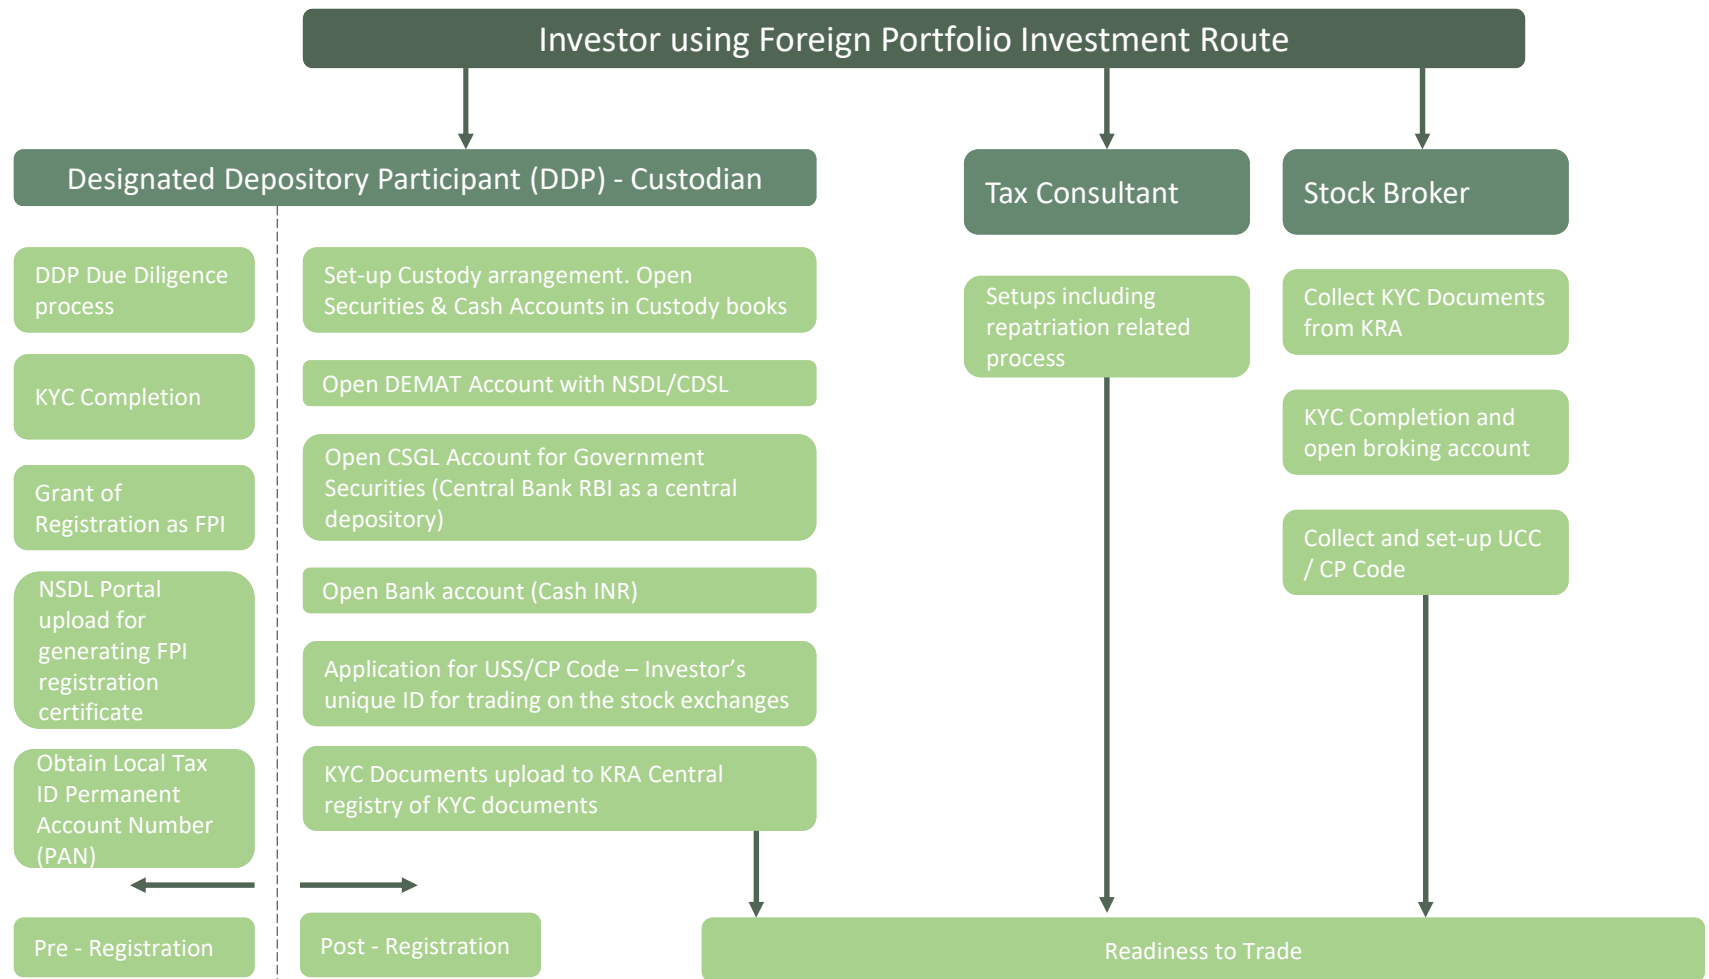 Investor using Foreign Portfolio Investment Route
Designated Depository Participant (DDP) - Custodian
DDP Due Diligence
process
KYC Completion
Grant of
Registration as FPI
NSDL Portal
upload for
generating FPI
registration
certificate
Obtain Local Tax
ID Permanent
Account Number
(PAN)
Pre - Registration
Set-up Custody arrangement. Open
Securities & Cash Accounts in Custody books
Open DEMAT Account with NSDL/CDSL
Open CSGL Account for Government
Securities (Central Bank RBI as a central
depository)
Open Bank account (Cash INR)
Application for USS/CP Code – Investor’s
unique ID for trading on the stock exchanges
KYC Documents upload to KRA Central
registry of KYC documents
Post - Registration
Tax Consultant
Setups including
repatriation related
process
Stock Broker
Collect KYC Documents
from KRA
KYC Completion and
open broking account
Collect and set-up UCC
/ CP Code
Readiness to Trade